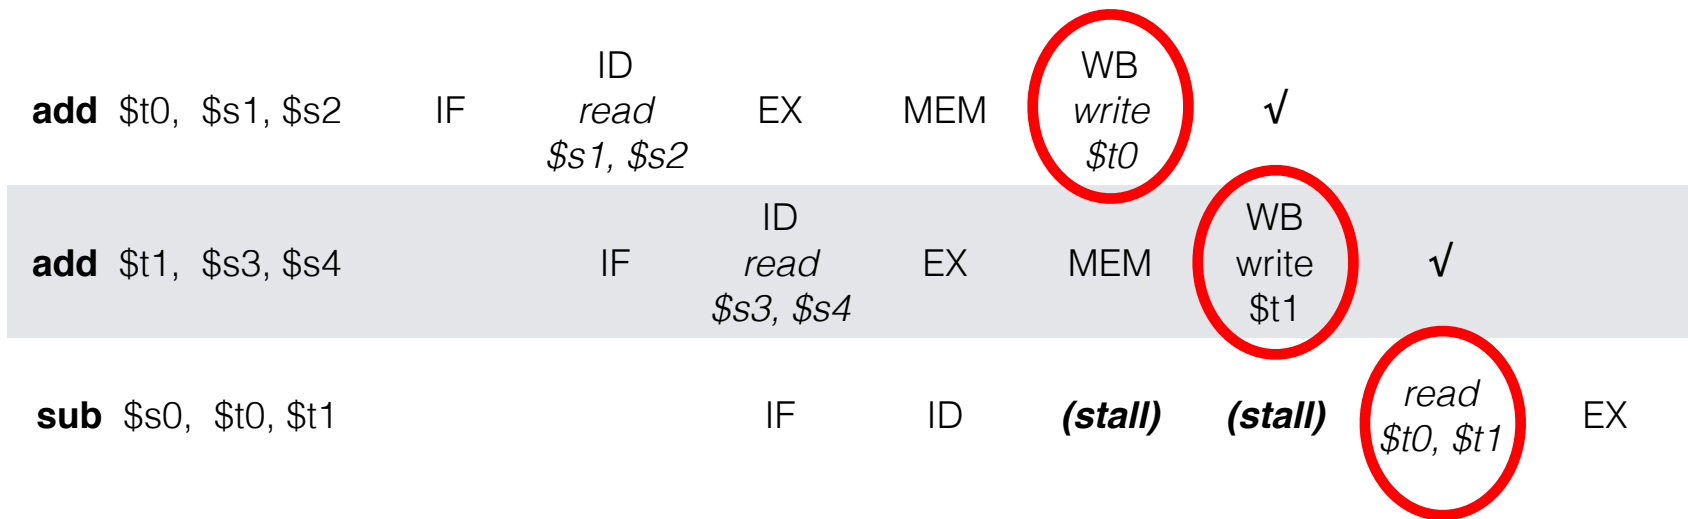 ID WB
add $t0, $s1, $s2 IF read EX MEM write √
$s1, $s2 $t0
ID WB
add $t1, $s3, $s4 IF read EX MEM write √
$s3, $s4 $t1
sub $s0, $t0, $t1 IF ID (stall) (stall) read EX
$t0, $t1